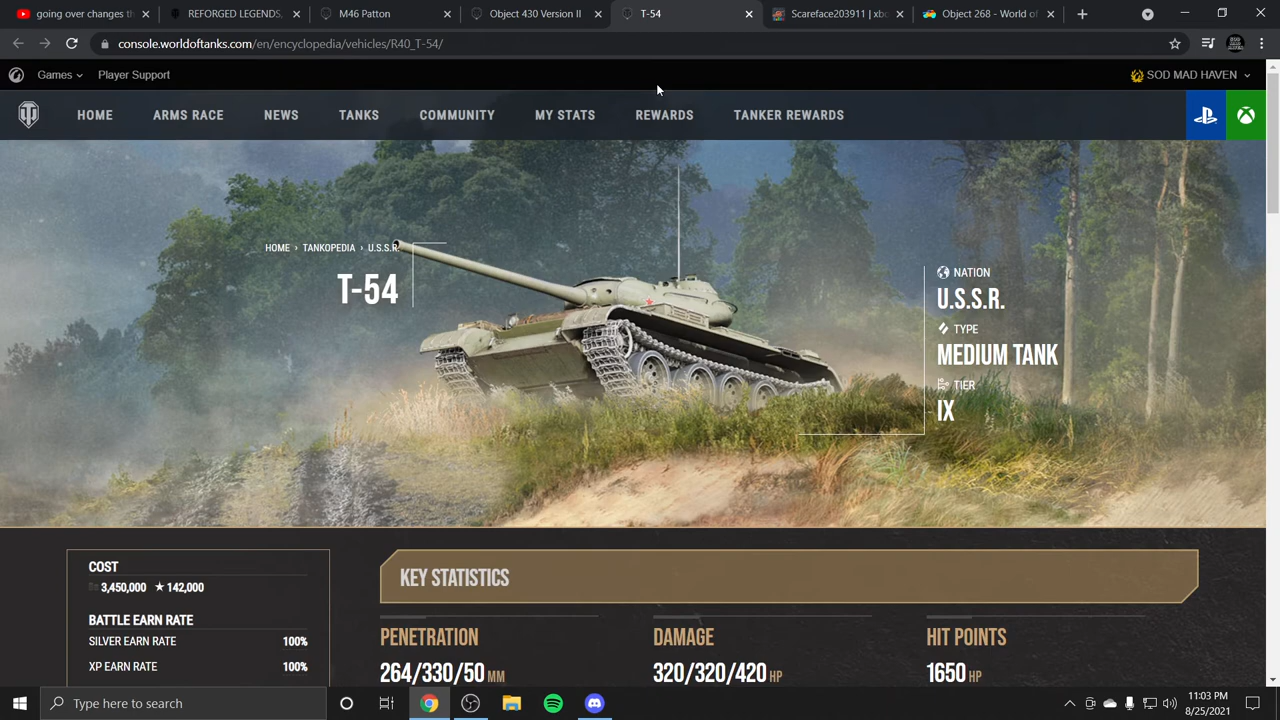 going over changes th
REFORGED LEGENDS,
M46 Patton
Object 430 Version II
T-54
Scareface203911 | xbo
Object 268 - World of
console.worldoftanks.com/en/encyclopedia/vehicles/R40_T-54/
Games
Player Support
SOD MAD HAVEN
HOME
ARMS RACE
NEWS
TANKS
COMMUNITY
MY STATS
REWARDS
TANKER REWARDS
HOME › TANKOPEDIA › U.S.S.R.
T-54
NATION
U.S.S.R.
TYPE
MEDIUM TANK
TIER
IX
COST
3,450,000 ★ 142,000
BATTLE EARN RATE
SILVER EARN RATE 100%
XP EARN RATE 100%
KEY STATISTICS
PENETRATION
264/330/50 MM
DAMAGE
320/320/420 HP
HIT POINTS
1650 HP
Type here to search
11:03 PM
8/25/2021